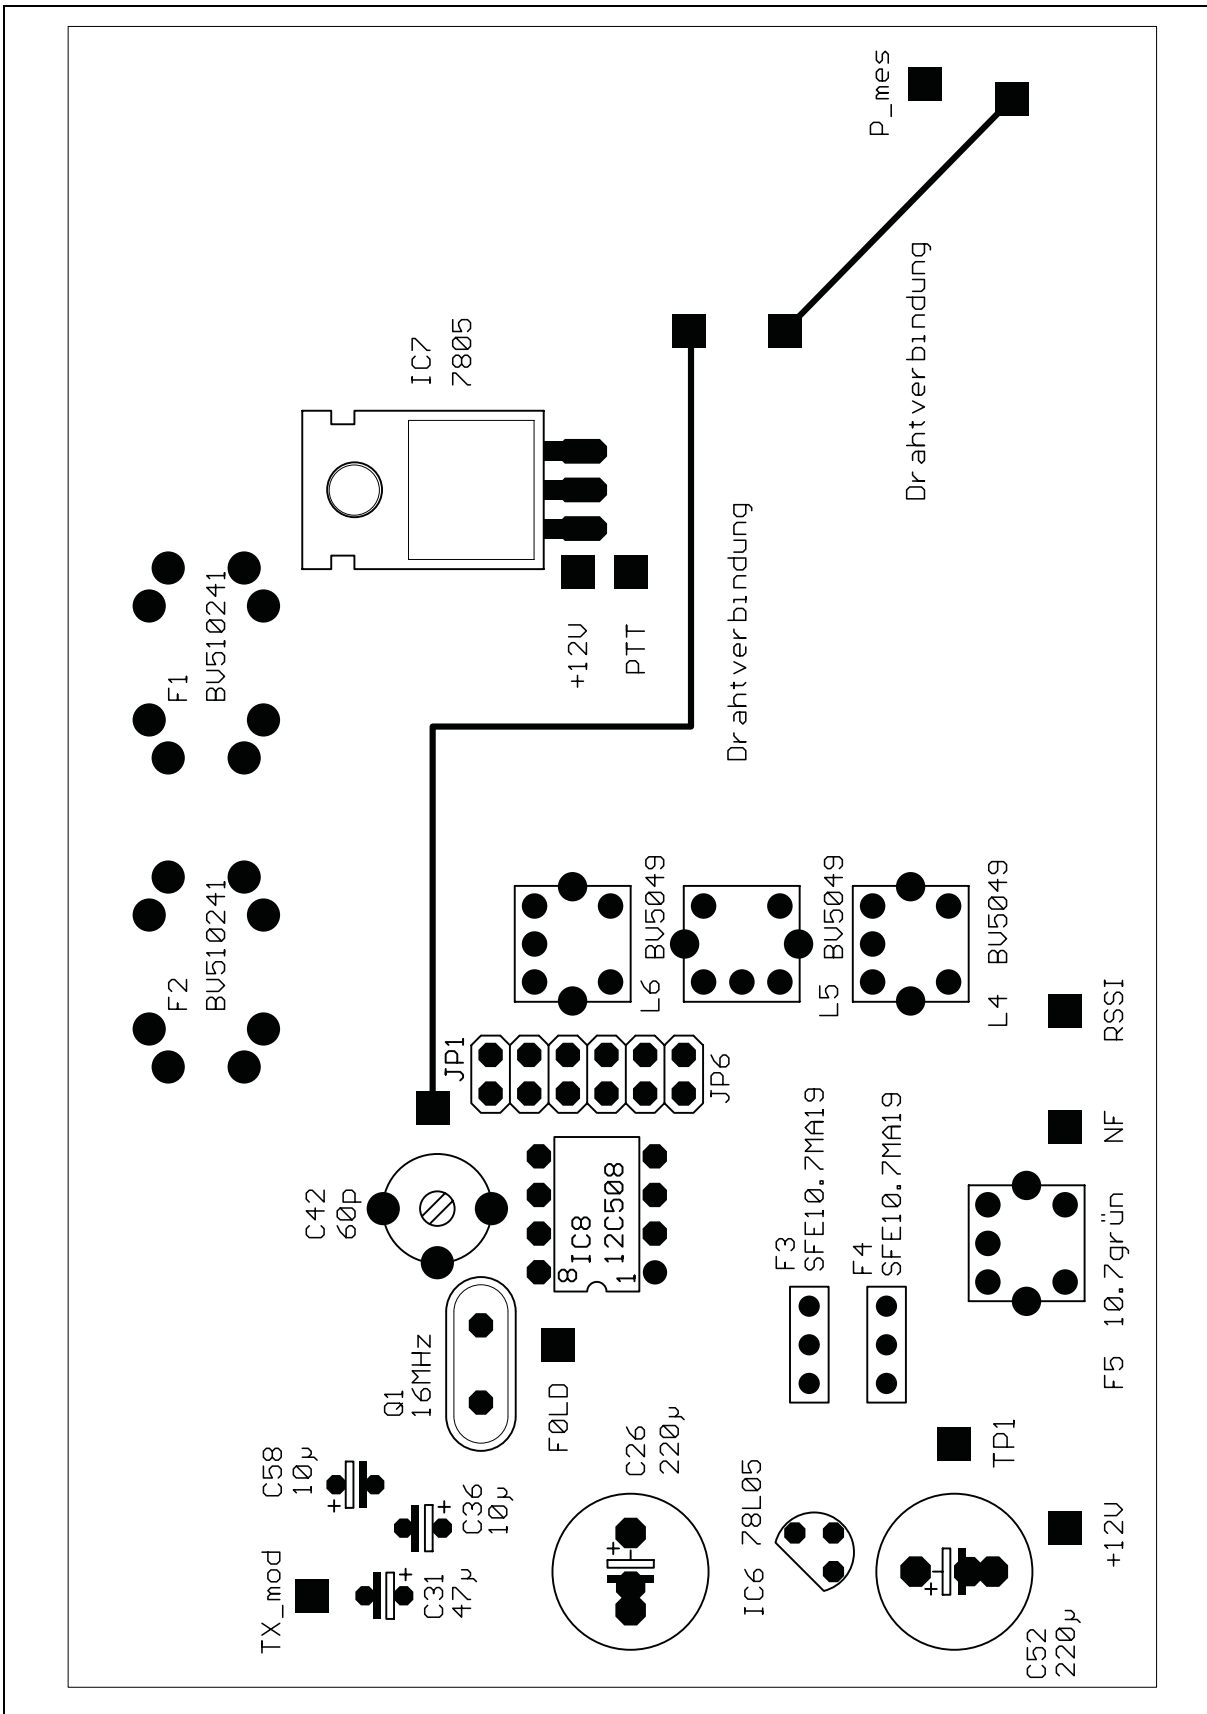 P_mes
Drahtverbindung
IC7
7805
Drahtverbindung
+12V
PTT
F1
BV510241
F2
BV510241
L6 BV5049
L5 BV5049
L4 BV5049
RSSI
NF
JP1
JP6
C42
60p
8
IC8
12C508
1
F3
SFE10.7MA19
F4
SFE10.7MA19
F5 10.7grün
Q1
16MHz
FOLD
C26
220µ
TP1
C58
10µ
+
C36
10µ
+
TX_mod
C31
47µ
+
+
IC6 78L05
+
C52
220µ
+12V